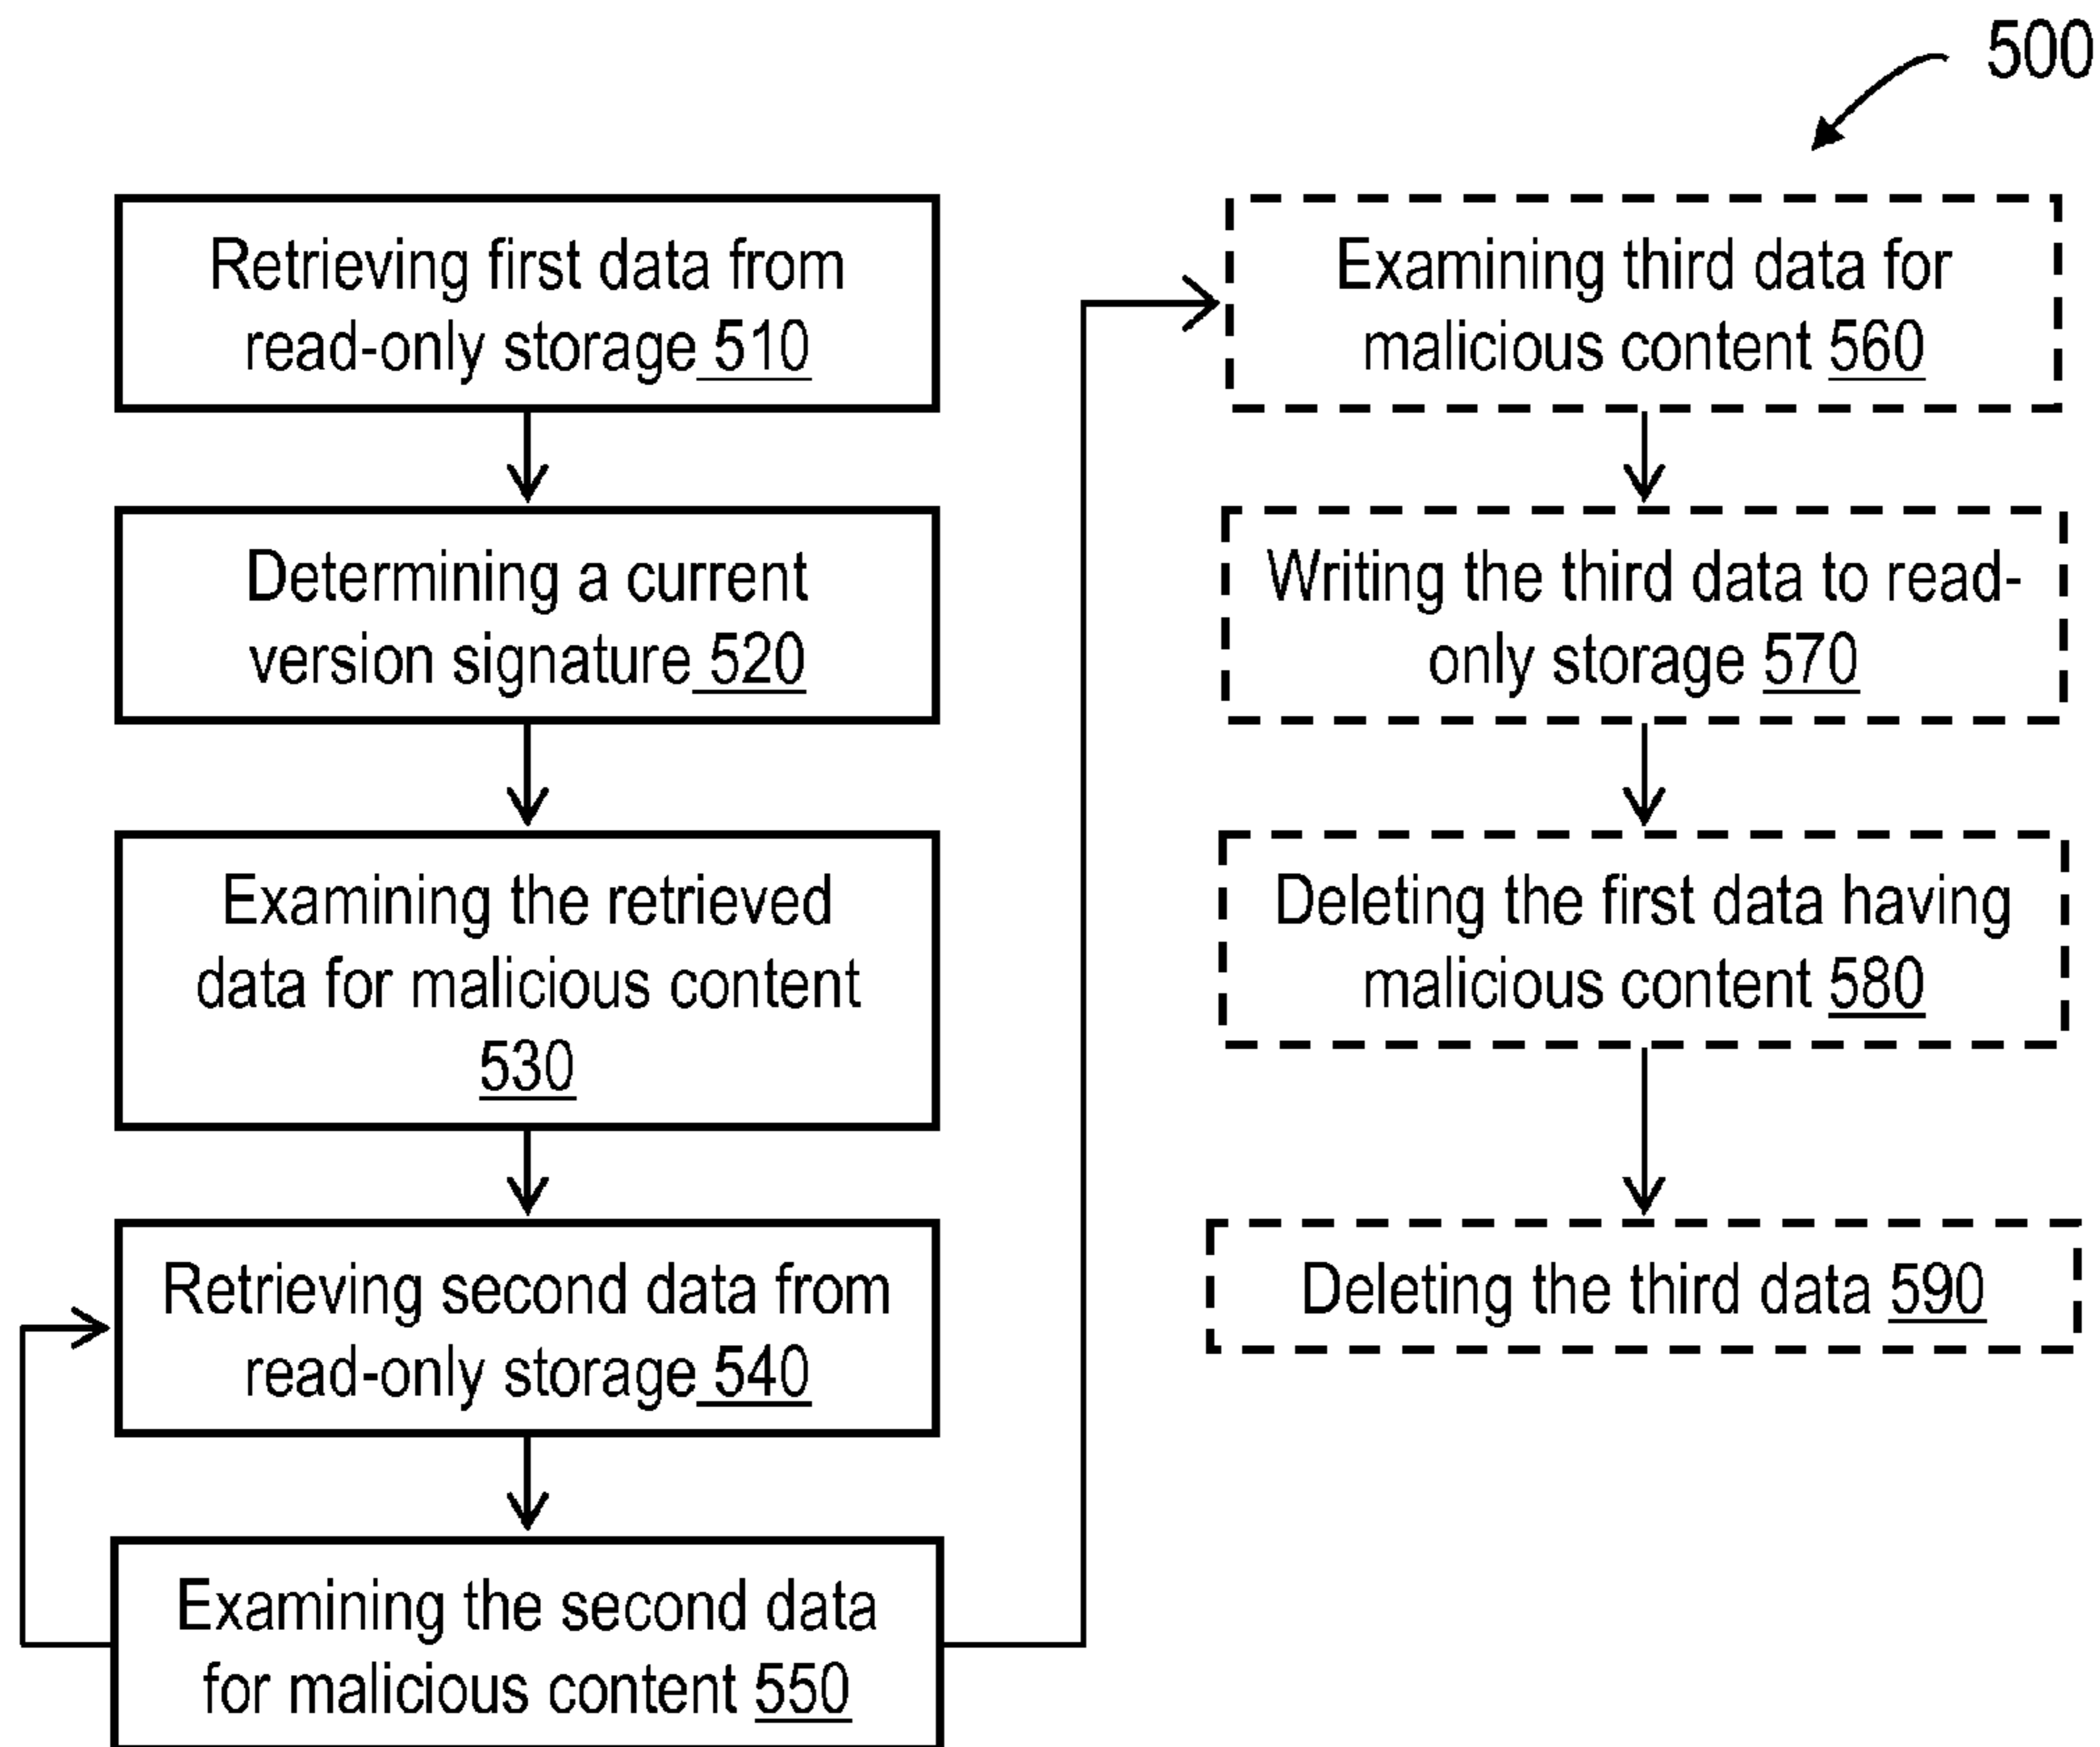 500
Retrieving first data from
read-only storage 510
Determining a current
version signature 520
Examining the retrieved
data for malicious content
530
Retrieving second data from
read-only storage 540
Examining the second data
for malicious content 550
Examining third data for
malicious content 560
Writing the third data to read-
only storage 570
Deleting the first data having
malicious content 580
Deleting the third data 590